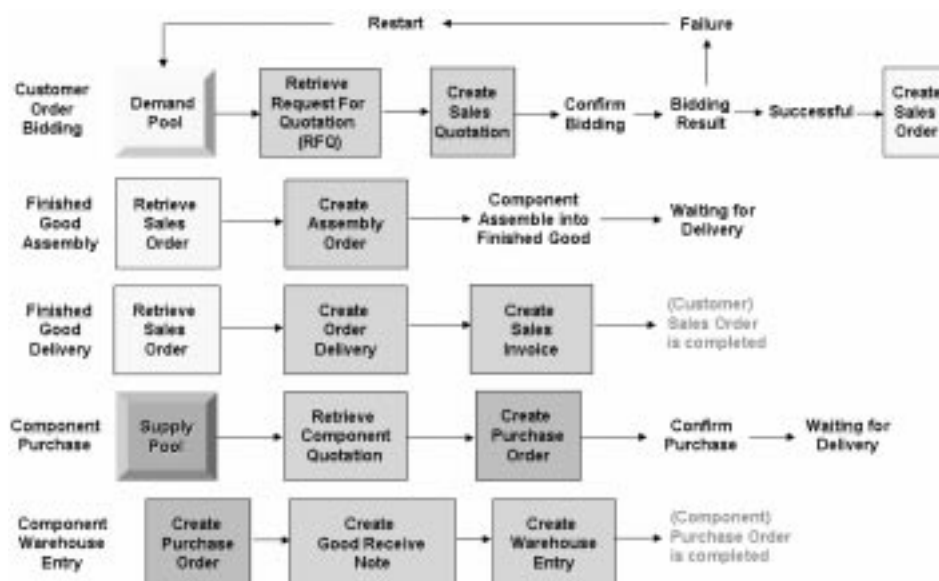 Restart
Failure
Customer
Order
Bidding
Demand
Pool
Retrieve
Request For
Quotation
(RFQ)
Create
Sales
Quotation
Confirm
Bidding
Bidding
Result
Successful
Create
Sales
Order
Finished
Good
Assembly
Retrieve
Sales
Order
Create
Assembly
Order
Component
Assemble into
Finished Good
Waiting for
Delivery
Finished
Good
Delivery
Retrieve
Sales
Order
Create
Order
Delivery
Create
Sales
Invoice
(Customer)
Sales Order
is completed
Component
Purchase
Supply
Pool
Retrieve
Component
Quotation
Create
Purchase
Order
Confirm
Purchase
Waiting for
Delivery
Component
Warehouse
Entry
Create
Purchase
Order
Create
Good Receive
Note
Create
Warehouse
Entry
(Component)
Purchase Order
is completed